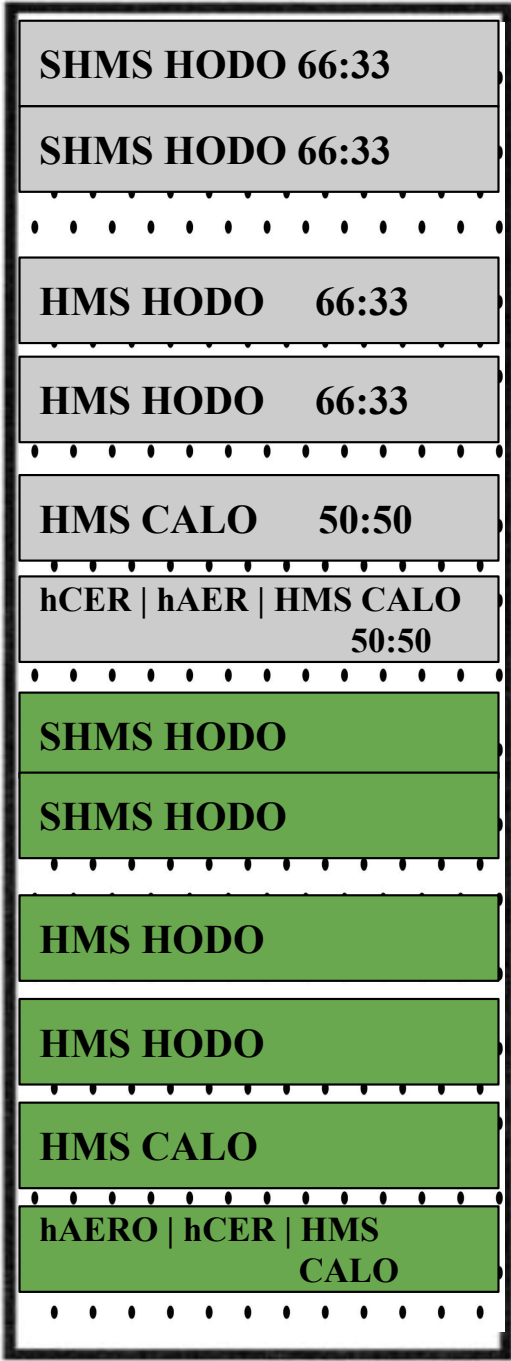 SHMS HODO 66:33
SHMS HODO 66:33
HMS HODO 66:33
HMS HODO 66:33
HMS CALO 50:50
hCER | hAER | HMS CALO
50:50
SHMS HODO
SHMS HODO
HMS HODO
HMS HODO
HMS CALO
hAERO | hCER | HMS
CALO